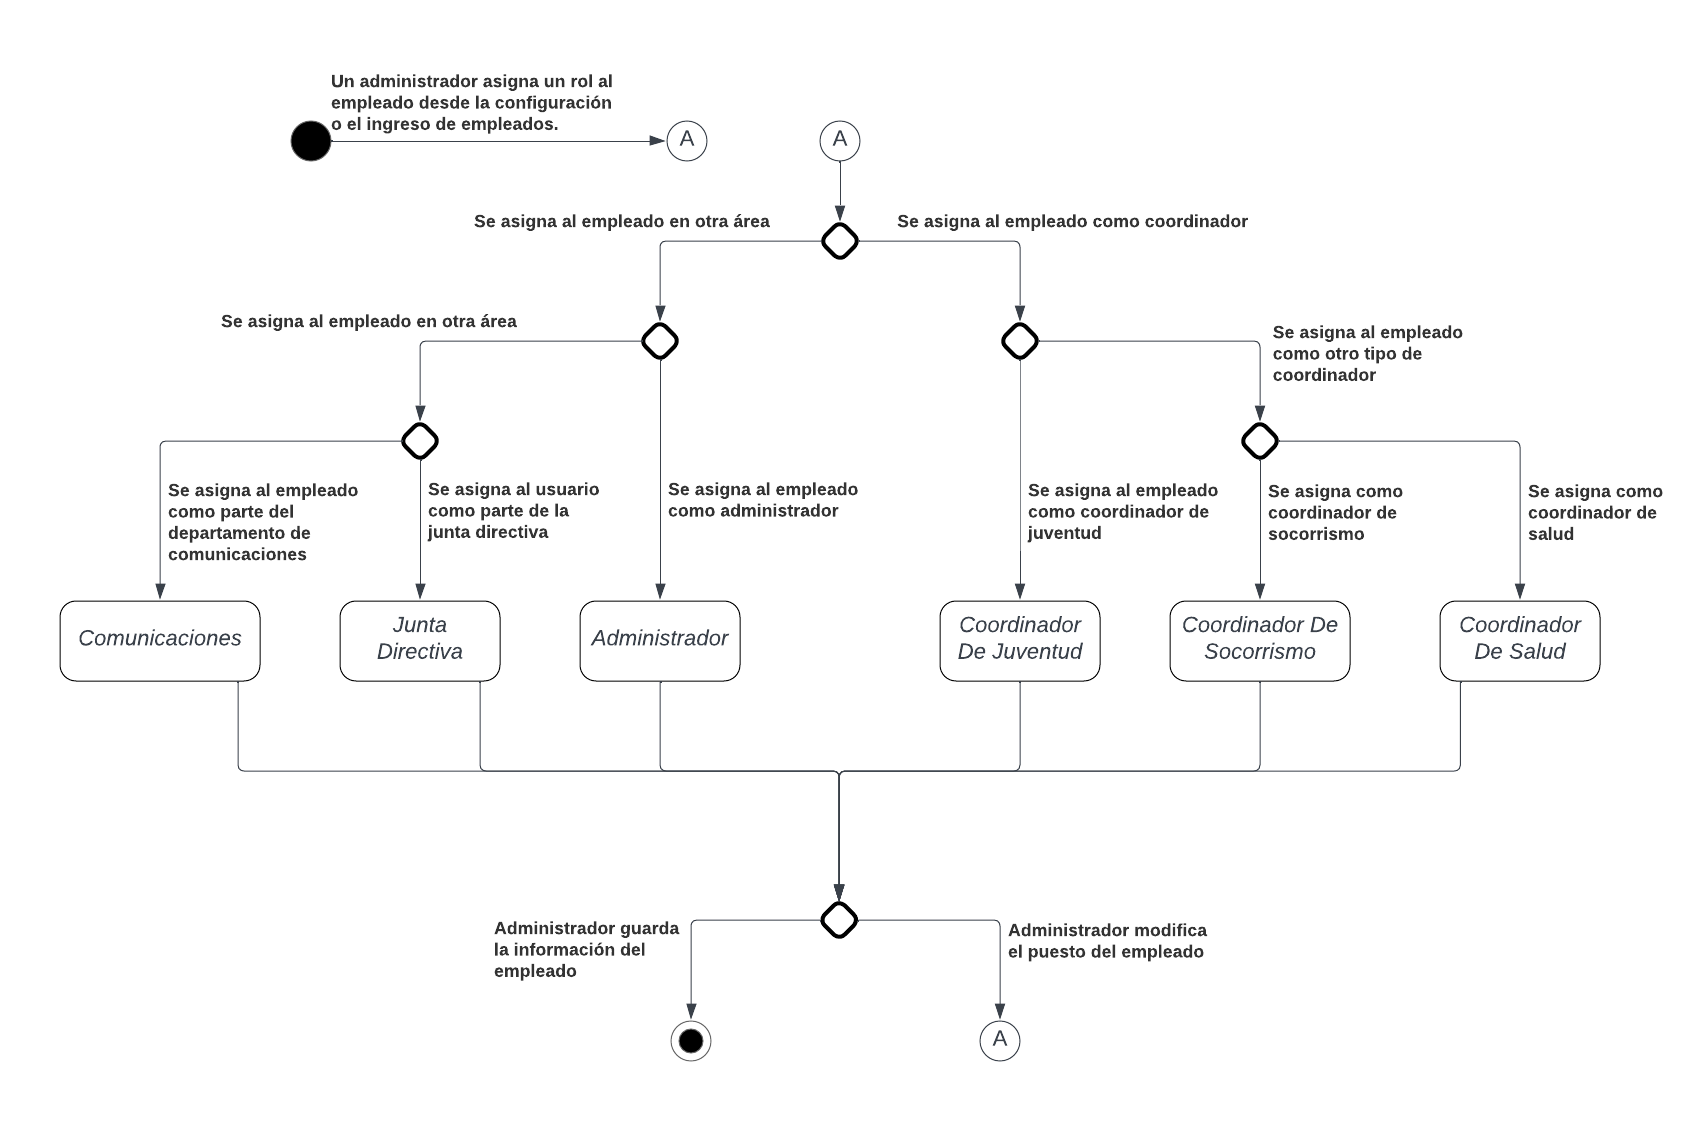 Un administrador asigna un rol al
empleado desde la configuración
o el ingreso de empleados.
A
A
Se asigna al empleado en otra área
Se asigna al empleado como coordinador
Se asigna al empleado en otra área
Se asigna al empleado
como otro tipo de
coordinador
Se asigna al empleado
como parte del
departamento de
comunicaciones
Se asigna al usuario
como parte de la
junta directiva
Se asigna al empleado
como administrador
Se asigna al empleado
como coordinador de
juventud
Se asigna como
coordinador de
socorrismo
Se asigna como
coordinador de
salud
Comunicaciones
Junta
Directiva
Administrador
Coordinador
De Juventud
Coordinador De
Socorrismo
Coordinador
De Salud
Administrador guarda
la información del
empleado
Administrador modifica
el puesto del empleado
A